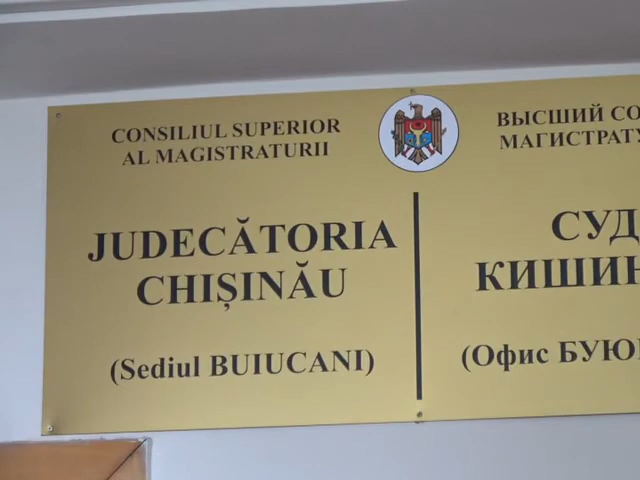 CONSILIUL SUPERIOR
AL MAGISTRATURII
JUDECĂTORIA
CHIȘINĂU
(Sediul BUIUCANI)
ВЫСШИЙ
СУД
(Офис